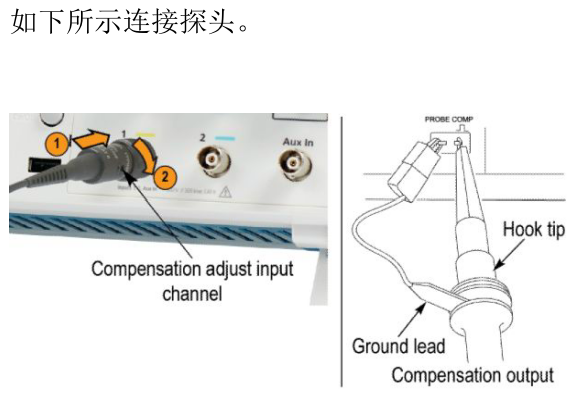 如下所示连接探头。
1
1
2
2
Aux In
Compensation adjust input
channel
PROBE COMP
Hook tip
Ground lead
Compensation output